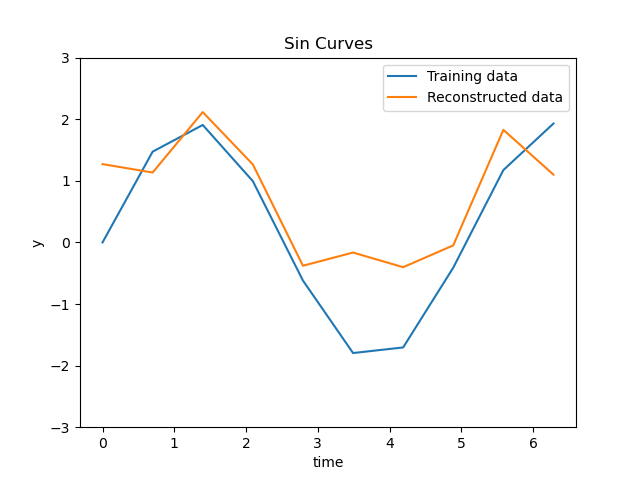 Sin Curves
Training data
Reconstructed data
3
2
1
0
−1
−2
−3
y
0 1 2 3 4 5 6
time